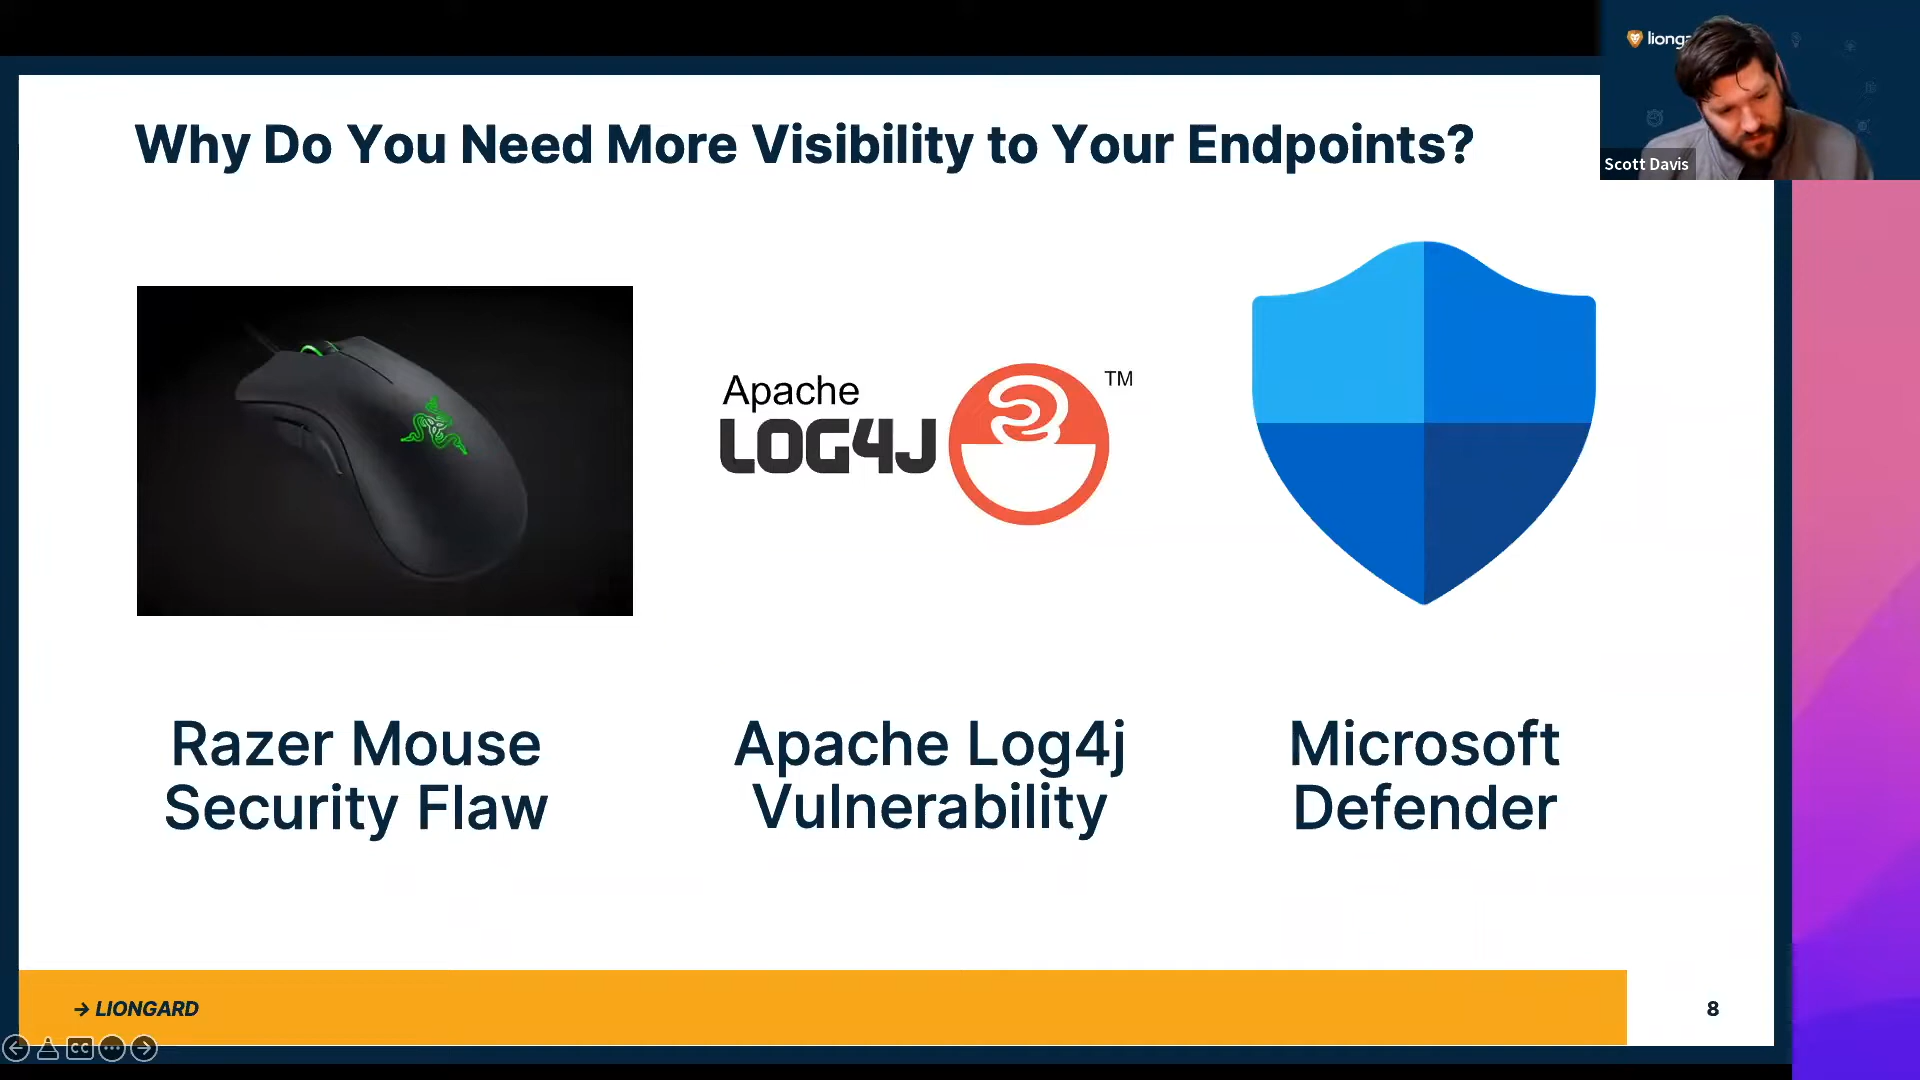 Why Do You Need More Visibility to Your Endpoints?
Scott Davis
Apache
LOG4J
TM
Razer Mouse
Security Flaw
Apache Log4j
Vulnerability
Microsoft
Defender
→ LIONGARD
8
CC